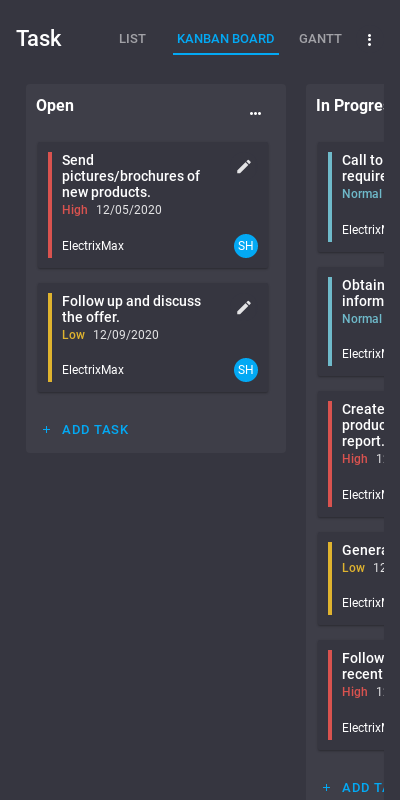 Task
LIST
KANBAN BOARD
GANTT
Open
Send
pictures/brochures of
new products.
High 12/05/2020
ElectrixMax
SH
Follow up and discuss
the offer.
Low 12/09/2020
ElectrixMax
SH
+ ADD TASK
In Progre
Call to
require
Normal
Electrix
Obtain
inform
Normal
Electrix
Create
produc
report.
High 12
Electrix
Genera
Low 12
Electrix
Follow
recent
High 12
Electrix
+ ADD TA